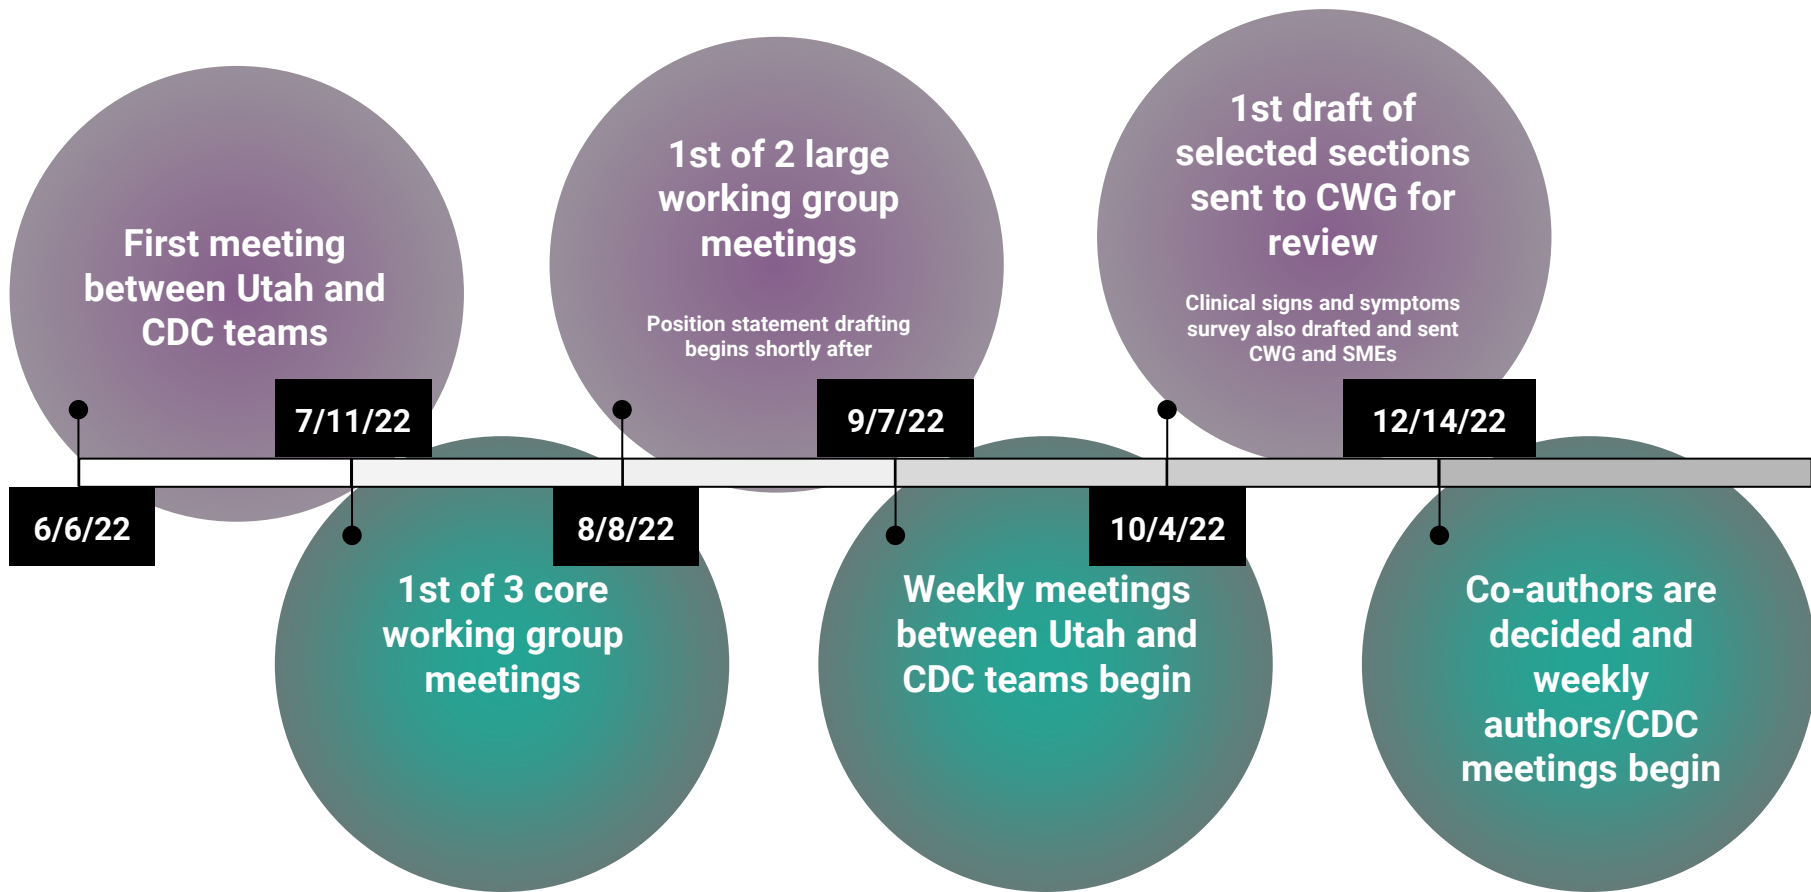 First meeting
between Utah and
CDC teams
6/6/22
7/11/22
1st of 3 core
working group
meetings
1st of 2 large
working group
meetings
Position statement drafting
begins shortly after
8/8/22
9/7/22
Weekly meetings
between Utah and
CDC teams begin
1st draft of
selected sections
sent to CWG for
review
Clinical signs and symptoms
survey also drafted and sent
CWG and SMEs
10/4/22
12/14/22
Co-authors are
decided and
weekly
authors/CDC
meetings begin